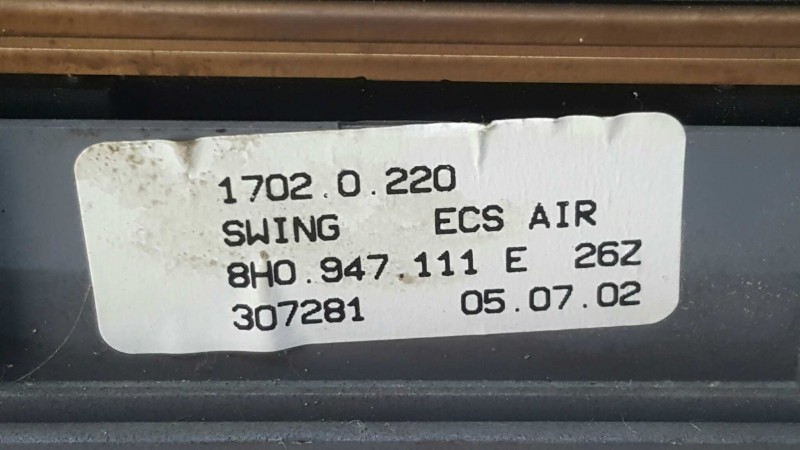 1702.0.220
SWING ECS AIR
8H0.947.111 E 26Z
307281 05.07.02